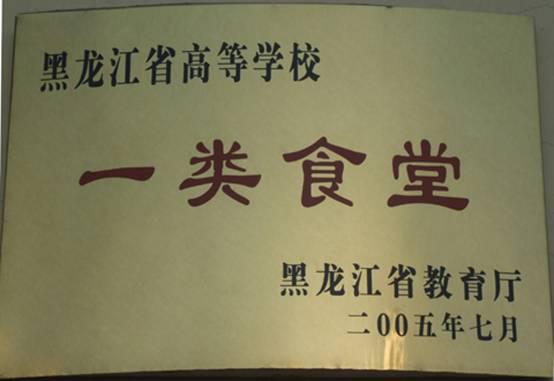 黑龙江省高等学校
一类食堂
黑龙江省教育厅
二00五年七月